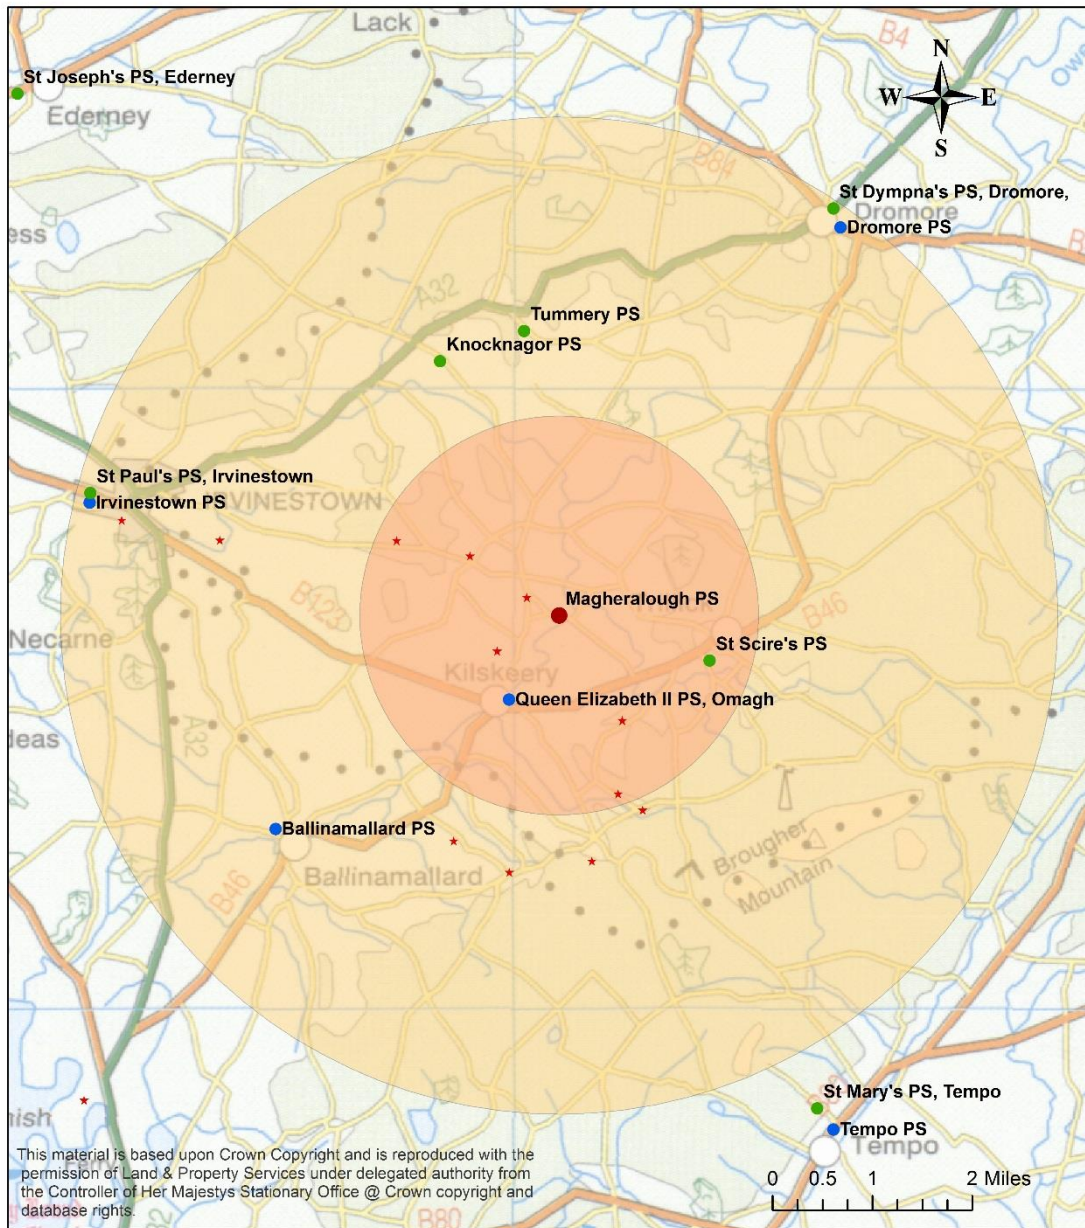 Lack
B4
N
W E
S
St Joseph's PS, Ederney
Ederney
B84
St Dympna's PS, Dromore,
Dromore
Dromore PS
A32
Tummery PS
Knocknagor PS
St Paul's PS, Irvinestown
Irvinestown PS
IRVINESTOWN
B123
Magheralough PS
Necarne
B46
St Scire's PS
Kilskeery
Queen Elizabeth II PS, Omagh
A32
deas
Ballinamallard PS
Ballinamallard
Brougher
Mountain
B46
St Mary's PS, Tempo
Tempo PS
Tempo
nish
This material is based upon Crown Copyright and is reproduced with the
permission of Land & Property Services under delegated authority from
the Controller of Her Majestys Stationary Office @ Crown copyright and
database rights.
0 0.5 1 2 Miles
B80